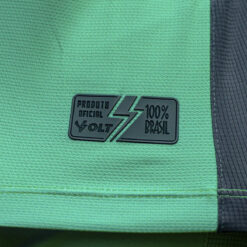 PRODUTO
OFICIAL
VOLT
100%
BRASIL